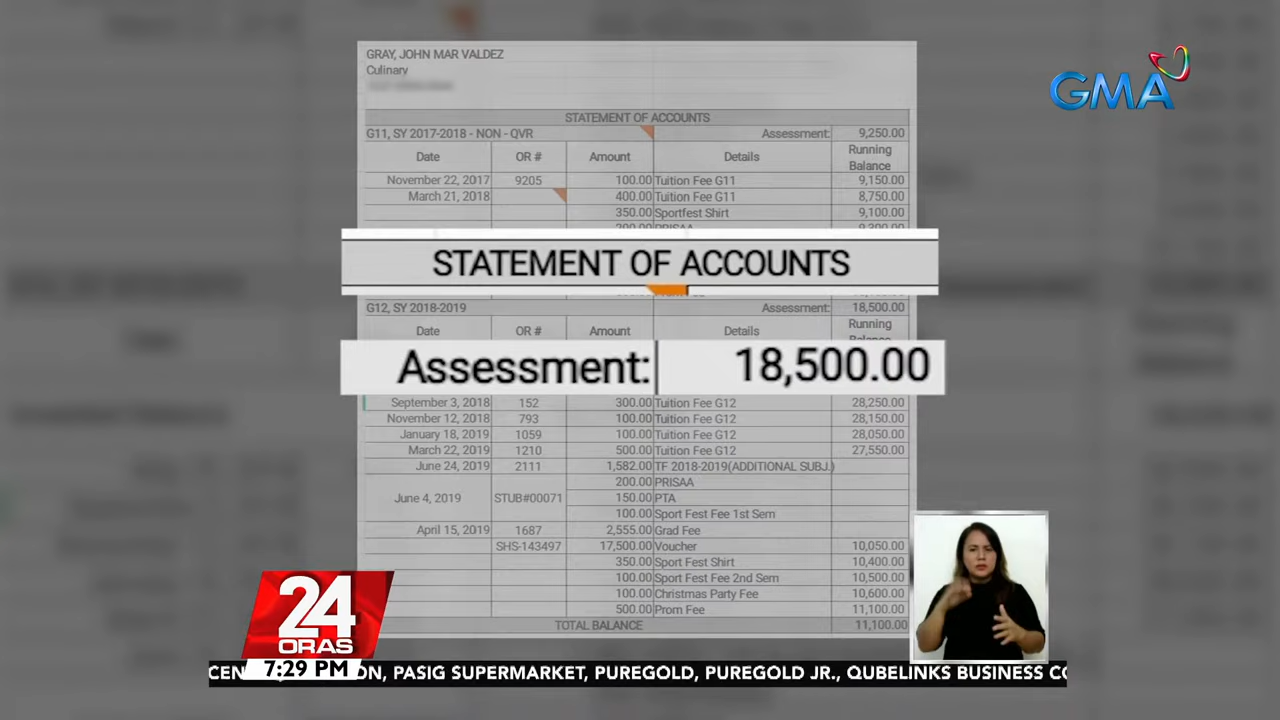 GRAY, JOHN MAR VALDEZ
Culinary
GMA
STATEMENT OF ACCOUNTS
G11, SY 2017-2018 - NON - QVR Assessment: 9,250.00
Date OR # Amount Details Running Balance
November 22, 2017 9205 100.00 Tuition Fee G11 9,150.00
March 21, 2018 400.00 Tuition Fee G11 8,750.00
350.00 Sportfest Shirt 9,100.00
200.00 PRISAA 9,300.00
STATEMENT OF ACCOUNTS
G12, SY 2018-2019 Assessment: 18,500.00
Date OR # Amount Details Running Balance
Assessment: 18,500.00
September 3, 2018 152 300.00 Tuition Fee G12 28,250.00
November 12, 2018 793 100.00 Tuition Fee G12 28,150.00
January 18, 2019 1059 100.00 Tuition Fee G12 28,050.00
March 22, 2019 1210 500.00 Tuition Fee G12 27,550.00
June 24, 2019 2111 1,582.00 TF 2018-2019(ADDITIONAL SUBJ.)
200.00 PRISAA
June 4, 2019 STUB#00071 150.00 PTA
100.00 Sport Fest Fee 1st Sem
April 15, 2019 1687 2,555.00 Grad Fee
SHS-143497 17,500.00 Voucher 10,050.00
350.00 Sport Fest Shirt 10,400.00
100.00 Sport Fest Fee 2nd Sem 10,500.00
100.00 Christmas Party Fee 10,600.00
500.00 Prom Fee 11,100.00
TOTAL BALANCE 11,100.00
24
ORAS
7:29 PM
PASIG SUPERMARKET, PUREGOLD, PUREGOLD JR., QUBELINKS BUSINESS